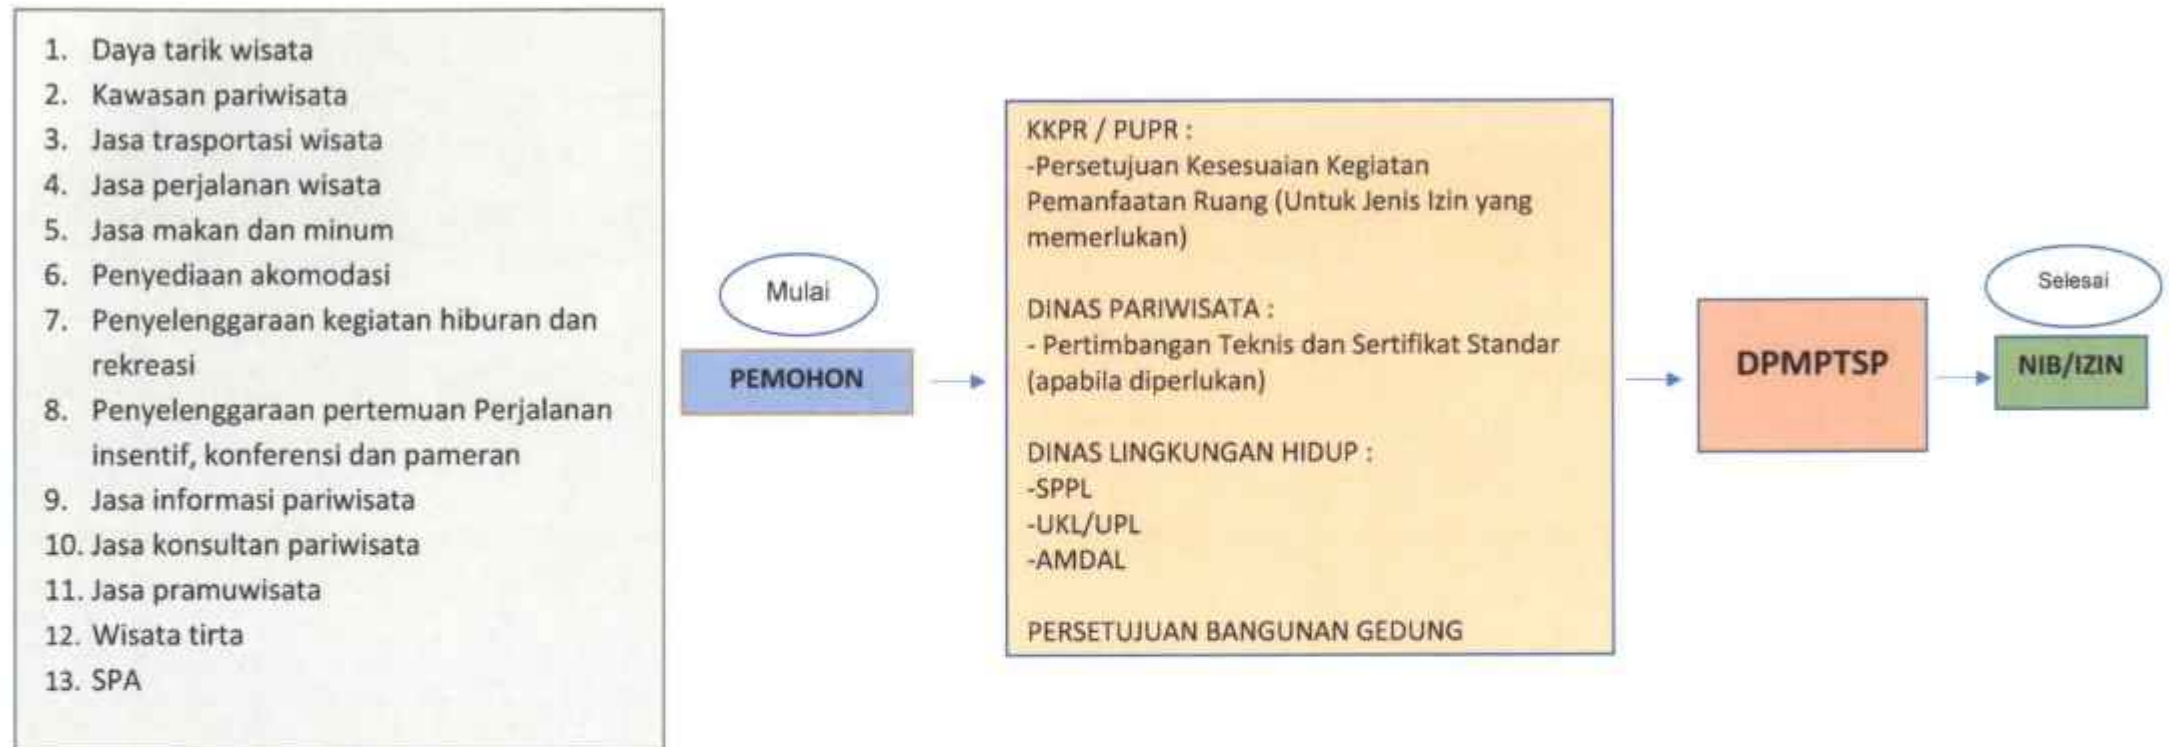 1. Daya tarik wisata
2. Kawasan pariwisata
3. Jasa trasportasi wisata
4. Jasa perjalanan wisata
5. Jasa makan dan minum
6. Penyediaan akomodasi
7. Penyelenggaraan kegiatan hiburan dan
rekreasi
8. Penyelenggaraan pertemuan Perjalanan
insentif, konferensi dan pameran
9. Jasa informasi pariwisata
10. Jasa konsultan pariwisata
11. Jasa pramuwisata
12. Wisata tirta
13. SPA
Mulai
PEMOHON
KKPR / PUPR :
-Persetujuan Kesesuaian Kegiatan
Pemanfaatan Ruang (Untuk Jenis Izin yang
memerlukan)
DINAS PARIWISATA :
- Pertimbangan Teknis dan Sertifikat Standar
(apabila diperlukan)
DINAS LINGKUNGAN HIDUP :
-SPPL
-UKL/UPL
-AMDAL
PERSETUJUAN BANGUNAN GEDUNG
DPMPTSP
Selesai
NIB/IZIN